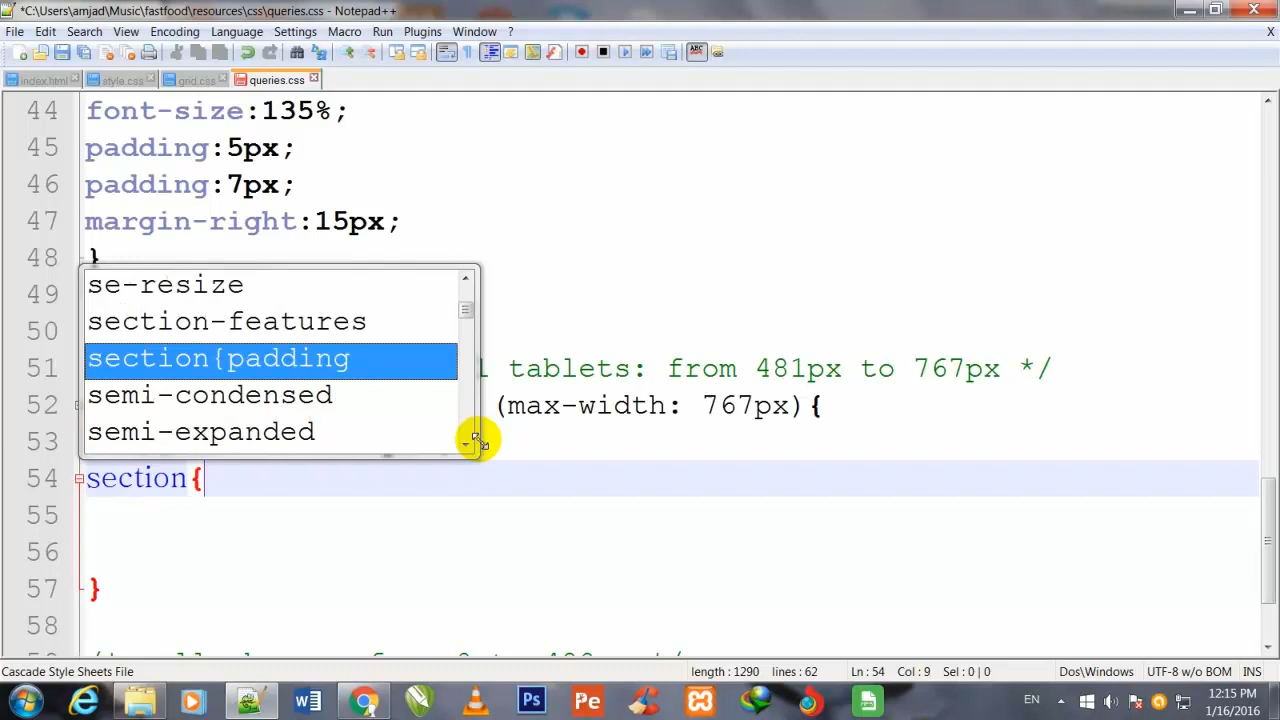 *C:\Users\amjad\Music\fastfood\resources\css\queries.css - Notepad++
File Edit Search View Encoding Language Settings Macro Run Plugins Window ? X
index.html style.css grid.css queries.css
44 font-size:135%;
45 padding:5px;
46 padding:7px;
47 margin-right:15px;
48 }
se-resize
49
section-features
50
section{padding
51 tablets: from 481px to 767px */
semi-condensed
52 (max-width: 767px){
semi-expanded
53
54 section{
55
56
57 }
58
Cascade Style Sheets File length : 1290 lines : 62 Ln : 54 Col : 9 Sel : 0 | 0 Dos\Windows UTF-8 w/o BOM INS
Ps Pe EN 12:15 PM
1/16/2016